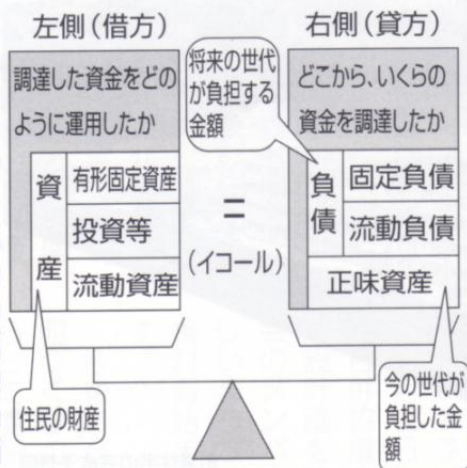 左側（借方）
調達した資金をどの
ように運用したか
資産
有形固定資産
投資等
流動資産
住民の財産
＝
（イコール）
右側（貸方）
将来の世代
が負担する
金額
どこから、いくらの
資金を調達したか
負債
固定負債
流動負債
正味資産
今の世代が
負担した金
額